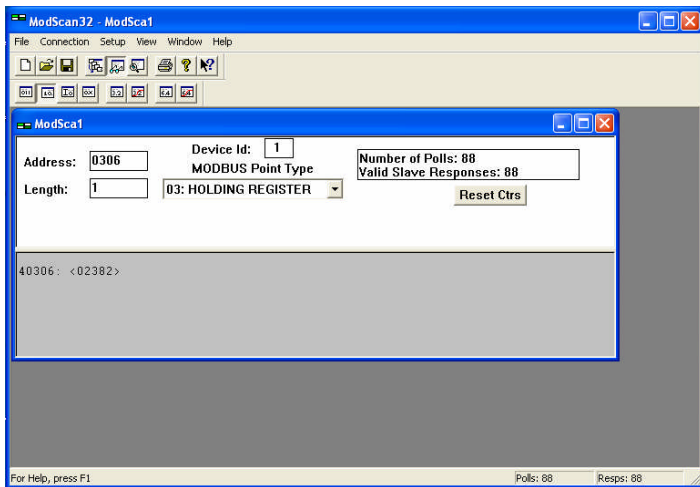 ModScan32 - ModSca1
File Connection Setup View Window Help
ModSca1
Address: 0306
Device Id: 1
MODBUS Point Type
Length: 1
03: HOLDING REGISTER
Number of Polls: 88
Valid Slave Responses: 88
Reset Ctrs
40306: <02382>
For Help, press F1
Polls: 88
Resps: 88